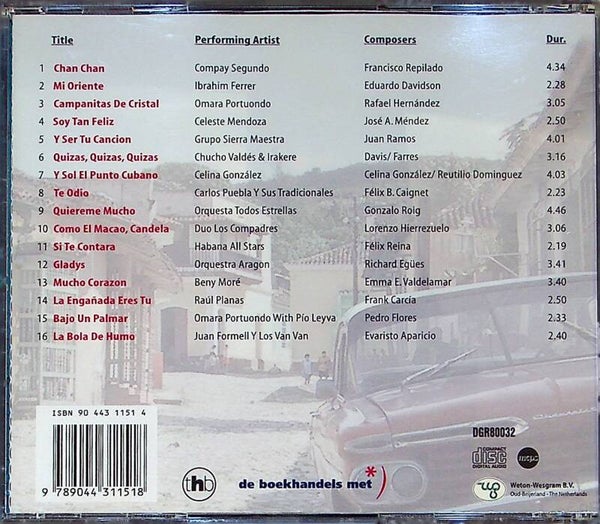 Title Performing Artist Composers Dur.
1 Chan Chan Compay Segundo Francisco Repilado 4.34
2 Mi Oriente Ibrahim Ferrer Eduardo Davidson 2.28
3 Campanitas De Cristal Omara Portuondo Rafael Hernández 3.05
4 Soy Tan Feliz Celeste Mendoza José A. Méndez 2.50
5 Y Ser Tu Cancion Grupo Sierra Maestra Juan Ramos 4.01
6 Quizas, Quizas, Quizas Chucho Valdés & Irakere Davis/ Farres 3.16
7 Y Sol El Punto Cubano Celina González Celina González/ Reutilio Dominguez 4.03
8 Te Odio Carlos Puebla Y Sus Tradicionales Félix B. Caignet 2.23
9 Quiereme Mucho Orquesta Todos Estrellas Gonzalo Roig 4.46
10 Como El Macao, Candela Duo Los Compadres Lorenzo Hierrezuelo 3.06
11 Si Te Contara Habana All Stars Félix Reina 2.19
12 Gladys Orquestra Aragon Richard Egües 3.41
13 Mucho Corazon Beny Moré Emma E. Valdelamar 3.40
14 La Engañada Eres Tu Raúl Planas Frank Carcía 2.50
15 Bajo Un Palmar Omara Portuondo With Pío Leyva Pedro Flores 2.33
16 La Bola De Humo Juan Formell Y Los Van Van Evaristo Aparicio 2.40
ISBN 90 443 1151 4
9 789044 311518
thb de boekhandels met *)
DGR80032
COMPACT
disc
DIGITAL AUDIO
mcps
Weton-Wesgram B.V.
Oud-Beijerland - The Netherlands